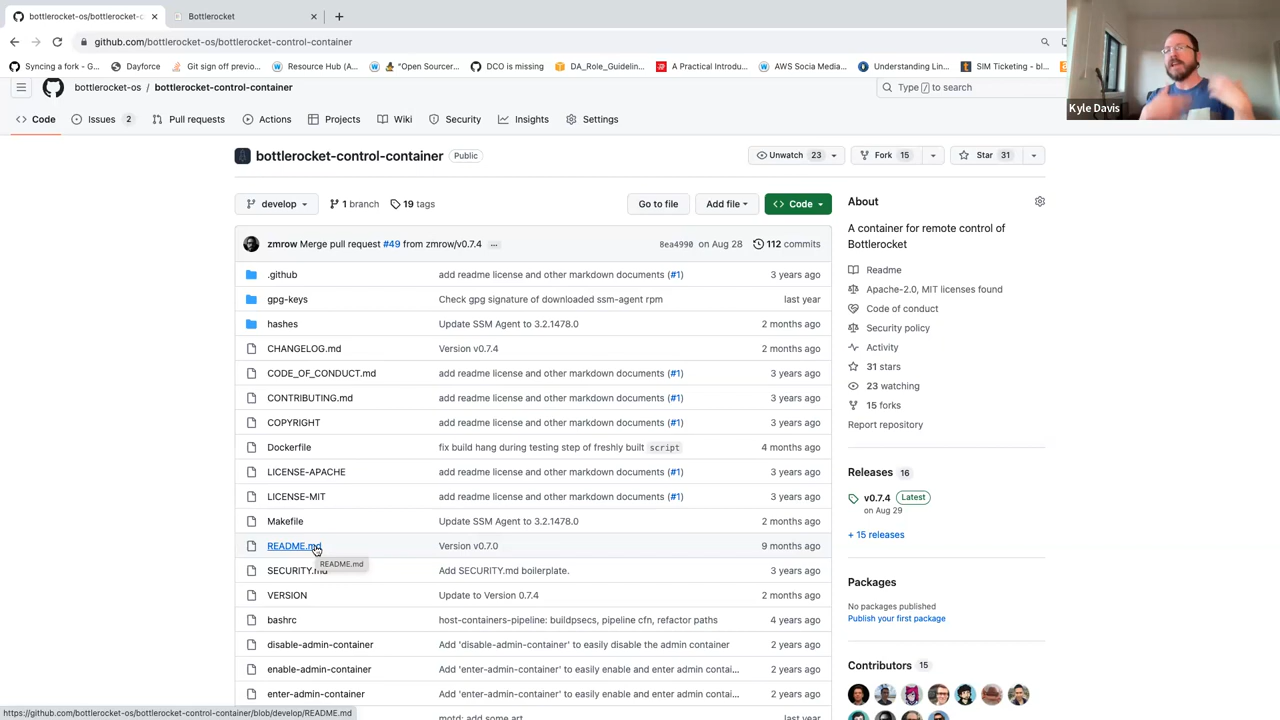 bottlerocket-os/bottlerocket-c
Bottlerocket
github.com/bottlerocket-os/bottlerocket-control-container
Syncing a fork - G...
Dayforce
Git sign off previo...
Resource Hub (A...
"Open Sourcer...
DCO is missing
DA_Role_Guidelin...
A Practical Introdu...
AWS Socia Media...
Understanding Lin...
SIM Ticketing - bl...
Kyle Davis
bottlerocket-os / bottlerocket-control-container
Type / to search
Code
Issues 2
Pull requests
Actions
Projects
Wiki
Security
Insights
Settings
bottlerocket-control-container Public
Unwatch 23
Fork 15
Star 31
develop
1 branch
19 tags
Go to file
Add file
Code
zmrow Merge pull request #49 from zmrow/v0.7.4 ... 8ea4990 on Aug 28 112 commits
.github add readme license and other markdown documents (#1) 3 years ago
gpg-keys Check gpg signature of downloaded ssm-agent rpm last year
hashes Update SSM Agent to 3.2.1478.0 2 months ago
CHANGELOG.md Version v0.7.4 2 months ago
CODE_OF_CONDUCT.md add readme license and other markdown documents (#1) 3 years ago
CONTRIBUTING.md add readme license and other markdown documents (#1) 3 years ago
COPYRIGHT add readme license and other markdown documents (#1) 3 years ago
Dockerfile fix build hang during testing step of freshly built script 4 months ago
LICENSE-APACHE add readme license and other markdown documents (#1) 3 years ago
LICENSE-MIT add readme license and other markdown documents (#1) 3 years ago
Makefile Update SSM Agent to 3.2.1478.0 2 months ago
README.md Version v0.7.0 9 months ago
README.md
SECURITY.md Add SECURITY.md boilerplate. 3 years ago
VERSION Update to Version 0.7.4 2 months ago
bashrc host-containers-pipeline: buildpsecs, pipeline cfn, refactor paths 4 years ago
disable-admin-container Add 'disable-admin-container' to easily disable the admin container 2 years ago
enable-admin-container Add 'enter-admin-container' to easily enable and enter admin contai... 2 years ago
enter-admin-container Add 'enter-admin-container' to easily enable and enter admin contai... 2 years ago
motd: add some art last year
About
A container for remote control of
Bottlerocket
Readme
Apache-2.0, MIT licenses found
Code of conduct
Security policy
Activity
31 stars
23 watching
15 forks
Report repository
Releases 16
v0.7.4 Latest
on Aug 29
+ 15 releases
Packages
No packages published
Publish your first package
Contributors 15
https://github.com/bottlerocket-os/bottlerocket-control-container/blob/develop/README.md